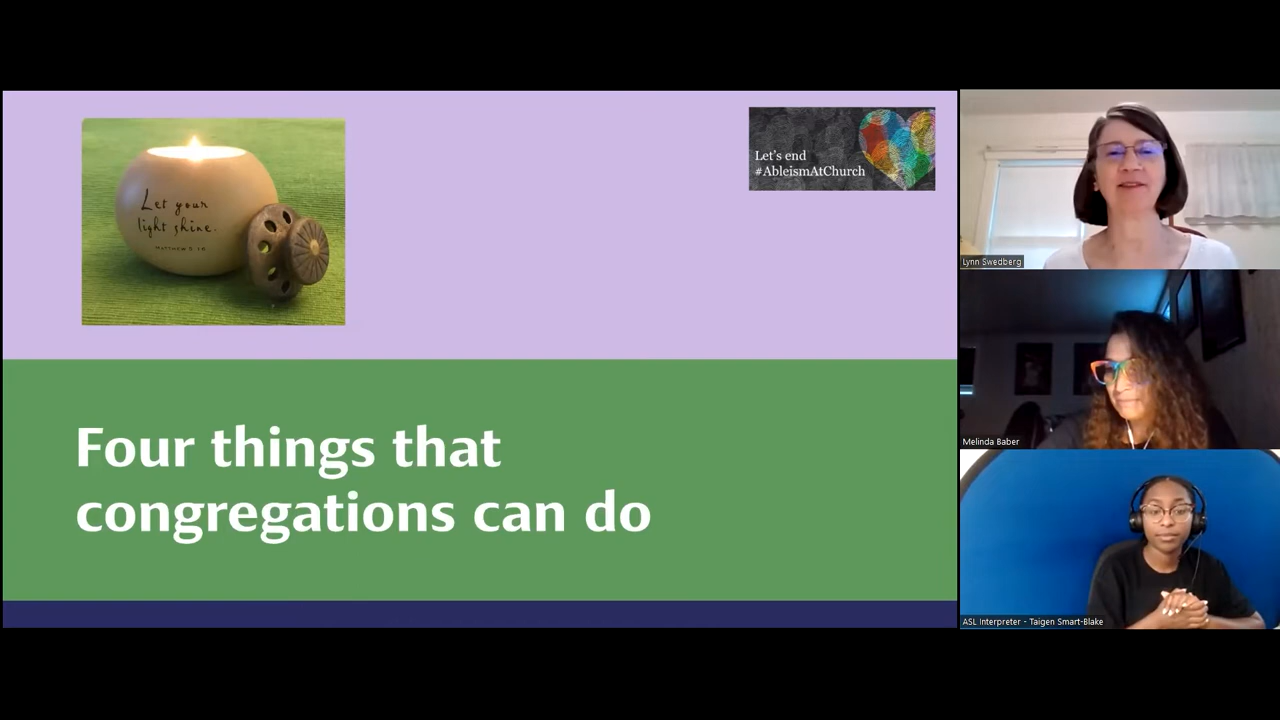 Let your
light shine.
Let's end
#AbleismAtChurch
Four things that
congregations can do
Lynn Swedberg
Melinda Baber
ASL Interpreter - Taigen Smart-Blake